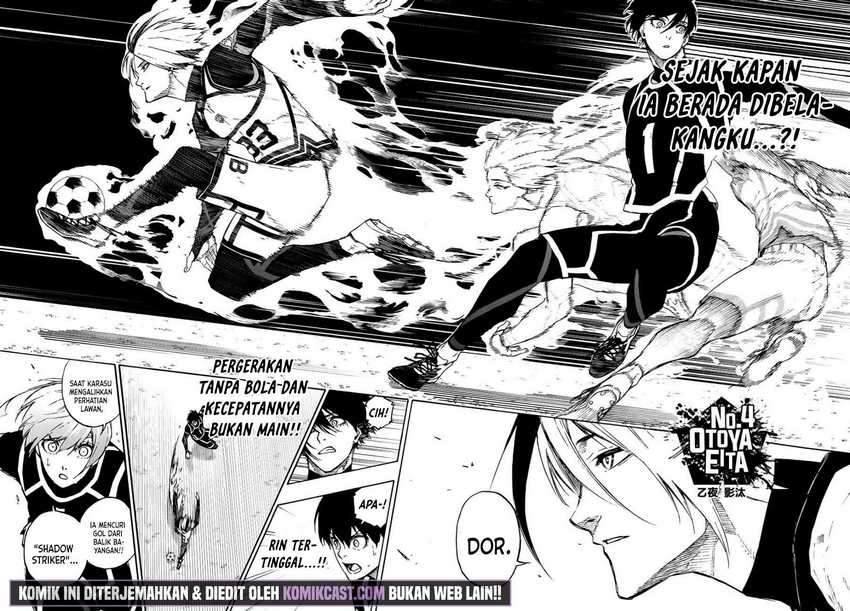 SEJAK KAPAN
IA BERADA DIBELA-
KANGKU...?!
1
B
PERGERAKAN
TANPA BOLA DAN
KECEPATANNYA
BUKAN MAIN!!
SAAT KARASU
MENGALIHKAN
PERHATIAN
LAWAN,
IA MENCURI
GOL DARI
BALIK BA-
YANGAN!!
"SHADOW
STRIKER"...
CIH!
APA-!
RIN TER-
TINGGAL...!!
No.4
OTOYA
EITA
乙夜 影汰
DOR.
KOMIK INI DITERJEMAHKAN & DIEDIT OLEH KOMIKCAST.COM BUKAN WEB LAIN!!